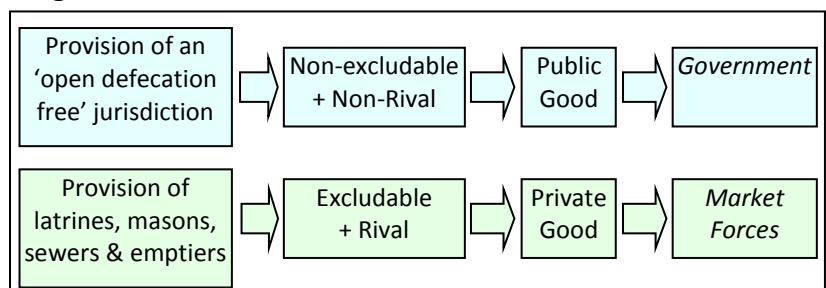 Provision of an
‘open defecation
free’ jurisdiction
Non-excludable
+ Non-Rival
Public
Good
Government
Provision of
latrines, masons,
sewers & emptiers
Excludable
+ Rival
Private
Good
Market
Forces